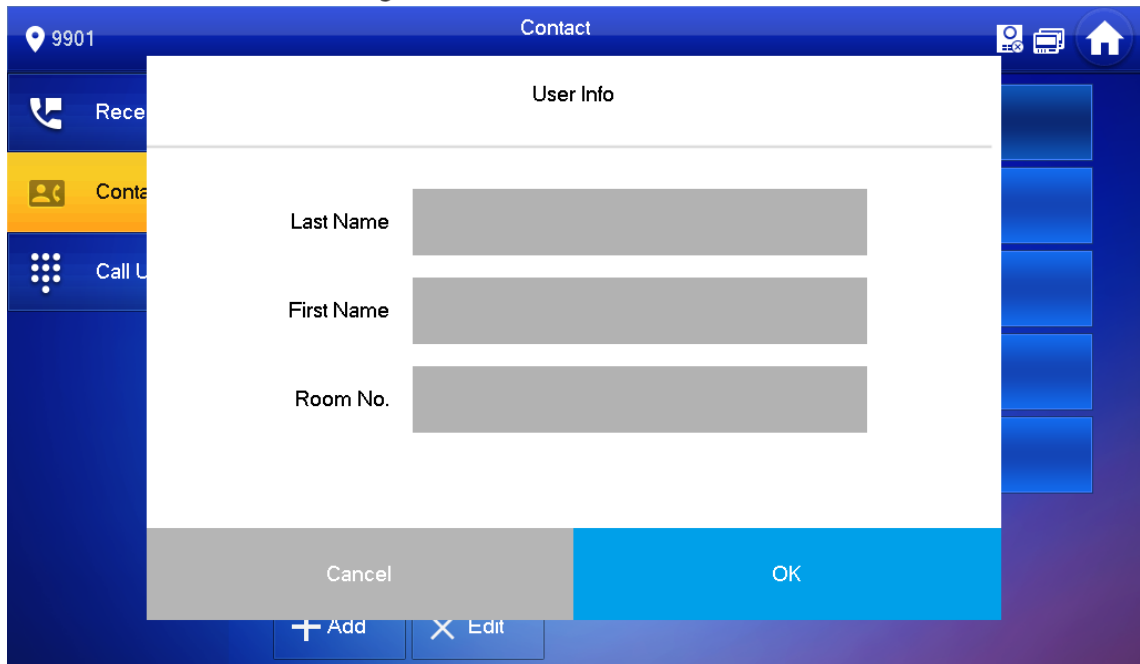 9901
Contact
User Info
Rece
Conta
Last Name
Call U
First Name
Room No.
Cancel
OK
Add
Edit